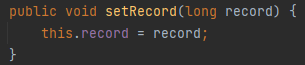 public void setRecord(long record) {
    this.record = record;
}